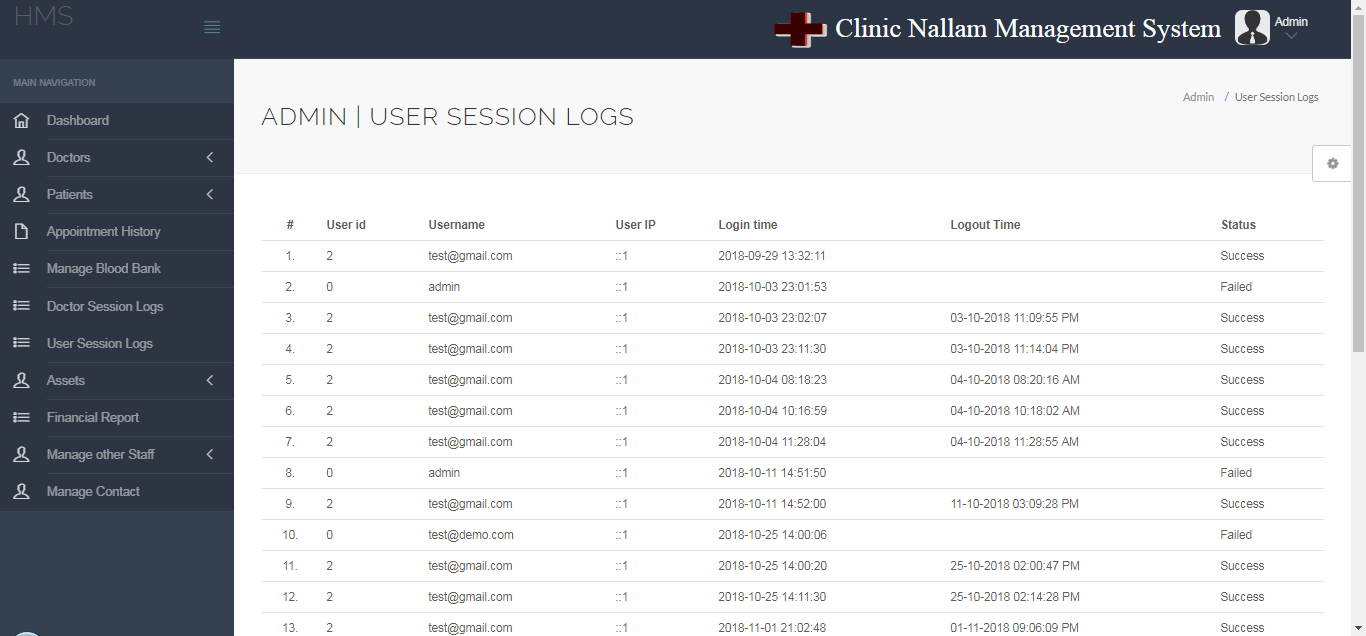 HMS
Clinic Nallam Management System
Admin
MAIN NAVIGATION
Dashboard
Doctors
Patients
Appointment History
Manage Blood Bank
Doctor Session Logs
User Session Logs
Assets
Financial Report
Manage other Staff
Manage Contact
ADMIN | USER SESSION LOGS
Admin / User Session Logs
# User id Username User IP Login time Logout Time Status
1. 2 test@gmail.com ::1 2018-09-29 13:32:11 Success
2. 0 admin ::1 2018-10-03 23:01:53 Failed
3. 2 test@gmail.com ::1 2018-10-03 23:02:07 03-10-2018 11:09:55 PM Success
4. 2 test@gmail.com ::1 2018-10-03 23:11:30 03-10-2018 11:14:04 PM Success
5. 2 test@gmail.com ::1 2018-10-04 08:18:23 04-10-2018 08:20:16 AM Success
6. 2 test@gmail.com ::1 2018-10-04 10:16:59 04-10-2018 10:18:02 AM Success
7. 2 test@gmail.com ::1 2018-10-04 11:28:04 04-10-2018 11:28:55 AM Success
8. 0 admin ::1 2018-10-11 14:51:50 Failed
9. 2 test@gmail.com ::1 2018-10-11 14:52:00 11-10-2018 03:09:28 PM Success
10. 0 test@demo.com ::1 2018-10-25 14:00:06 Failed
11. 2 test@gmail.com ::1 2018-10-25 14:00:20 25-10-2018 02:00:47 PM Success
12. 2 test@gmail.com ::1 2018-10-25 14:11:30 25-10-2018 02:14:28 PM Success
13. 2 test@gmail.com ::1 2018-11-01 21:02:48 01-11-2018 09:06:09 PM Success